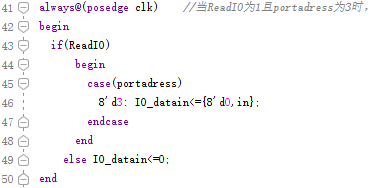 41 always@(posedge clk) //当ReadIO为1且portadress为3时,
42 begin
43 if(ReadIO)
44 begin
45 case(portadress)
46 8'd3: IO_datain<={8'd0,in};
47 endcase
48 end
49 else IO_datain<=0;
50 end